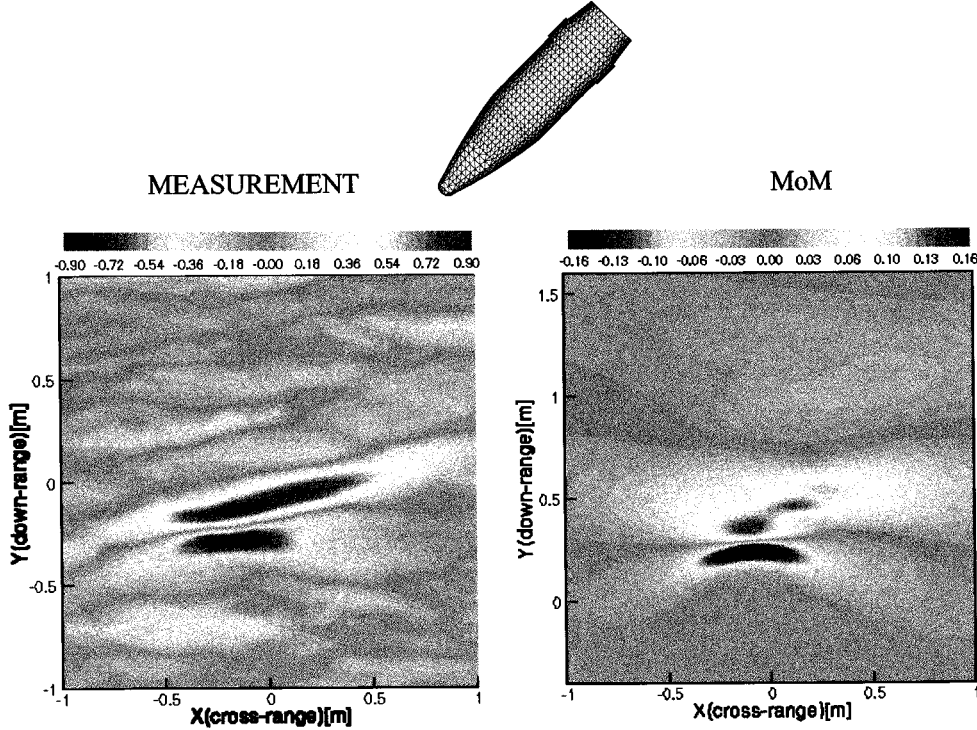 MEASUREMENT
MoM
-0.90 -0.72 -0.54 -0.36 -0.18 -0.00 0.18 0.36 0.54 0.72 0.90
-0.16 -0.13 -0.10 -0.06 -0.03 0.00 0.03 0.06 0.10 0.13 0.16
1
0.5
0
-0.5
-1
Y(down-range)[m]
-1 -0.5 0 0.5 1
X(cross-range)[m]
1.5
1
0.5
0
Y(down-range)[m]
-1 -0.5 0 0.5 1
X(cross-range)[m]